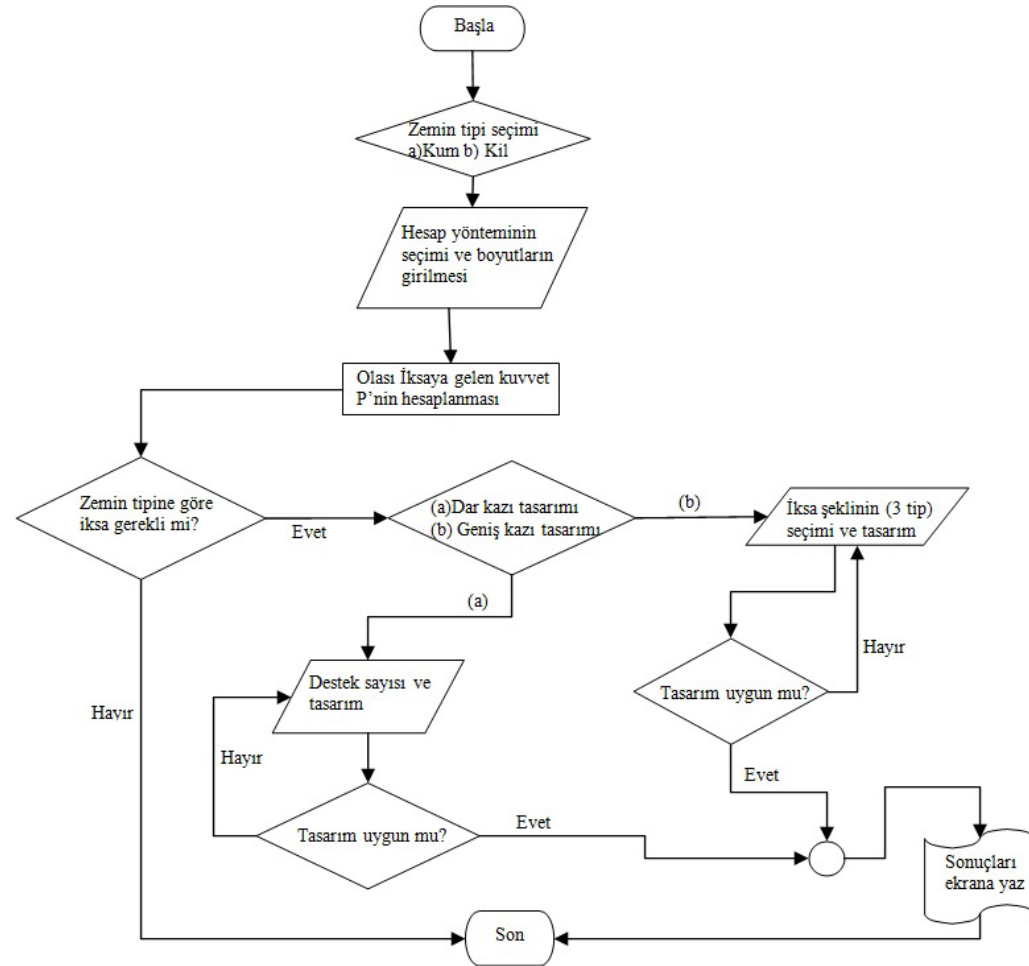 Başla
Zemin tipi seçimi
a)Kum b) Kil
Hesap yönteminin
seçimi ve boyutların
girilmesi
Olası İksaya gelen kuvvet
P’nin hesaplanması
Zemin tipine göre
iksa gerekli mi?
Evet
(a)Dar kazı tasarımı
(b) Geniş kazı tasarımı
(b)
İksa şeklinin (3 tip)
seçimi ve tasarım
(a)
Hayır
Tasarım uygun mu?
Destek sayısı ve
tasarım
Hayır
Hayır
Evet
Tasarım uygun mu?
Evet
Sonuçları
ekrana yaz
Son